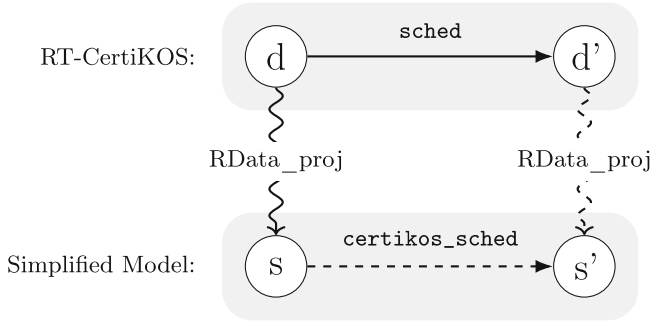 sched
RT-CertiKOS:
d
d'
RData_proj
RData_proj
certikos_sched
Simplified Model:
s
s'